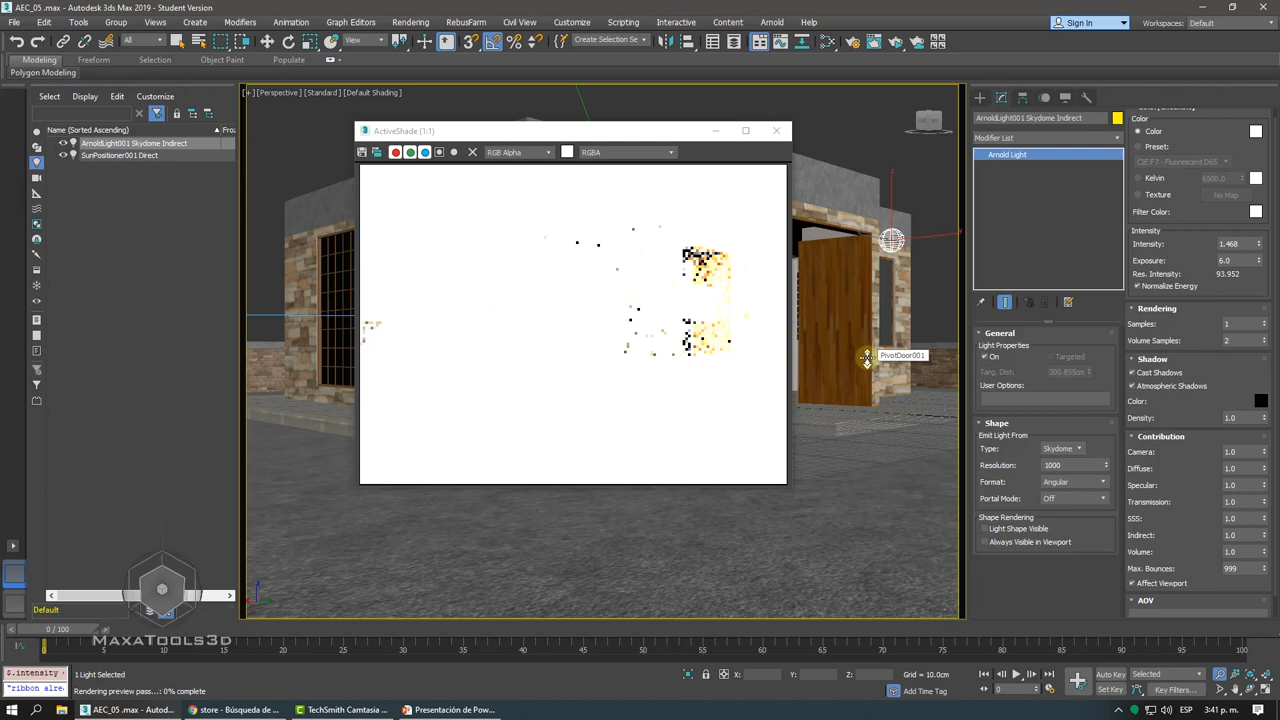 AEC_05 .max - Autodesk 3ds Max 2019 - Student Version
File Edit Tools Group Views Create Modifiers Animation Graph Editors Rendering RebusFarm Civil View Customize Scripting Interactive Content Arnold Help
Sign In Workspaces: Default
All View Create Selection Se
Modeling Freeform Selection Object Paint Populate
Polygon Modeling
Select Display Edit Customize
Name (Sorted Ascending) Froz
ArnoldLight001 Skydome Indirect
SunPositioner001 Direct
[+] [Perspective] [Standard] [Default Shading]
ActiveShade (1:1)
RGB Alpha RGBA
PivotDoor001
ArnoldLight001 Skydome Indirect
Modifier List
Arnold Light
General
Light Properties
On Targeted
Targ. Dist: 300.855cm
User Options:
Shape
Emit Light From
Type: Skydome
Resolution: 1000
Format: Angular
Portal Mode: Off
Shape Rendering
Light Shape Visible
Always Visible in Viewport
Color/Intensity
Color
Color
Preset:
CIE F7 - Fluorescent D65
Kelvin 6500.0
Texture No Map
Filter Color:
Intensity
Intensity: 1.468
Exposure: 6.0
Res. Intensity: 93.952
Normalize Energy
Rendering
Samples: 1
Volume Samples: 2
Shadow
Cast Shadows
Atmospheric Shadows
Color:
Density: 1.0
Contribution
Camera: 1.0
Diffuse: 1.0
Specular: 1.0
Transmission: 1.0
SSS: 1.0
Indirect: 1.0
Volume: 1.0
Max. Bounces: 999
Affect Viewport
AOV
Default
MAXATOOLS3D
0 / 100
0 5 10 15 20 25 30 35 40 45 50 55 60 65 70 75 80 85 90 95 100
$.intensity
"ribbon alre
1 Light Selected
Rendering preview pass...: 0% complete
X: Y: Z: Grid = 10.0cm
Add Time Tag
0
Auto Key Selected
Set Key Key Filters...
AEC_05 .max - Autod...
store - Búsqueda de ...
TechSmith Camtasia ...
Presentación de Pow...
ESP 3:41 p. m.